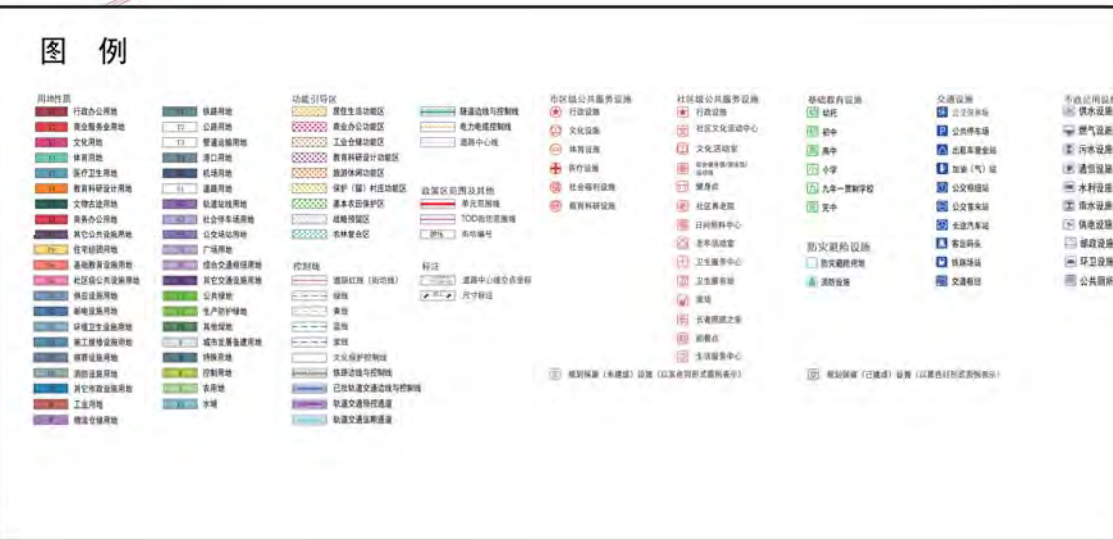 图 例
用地性质
行政办公用地
商业服务业用地
文化用地
体育用地
医疗卫生用地
教育科研设计用地
文物古迹用地
商务办公用地
其它公共设施用地
住宅组团用地
基础教育设施用地
社区级公共设施用地
供应设施用地
邮电设施用地
环境卫生设施用地
施工维修设施用地
殡葬设施用地
消防设施用地
其它市政设施用地
工业用地
物流仓储用地
铁路用地
公路用地
管道运输用地
港口用地
机场用地
道路用地
轨道站线用地
社会停车场用地
公交场站用地
广场用地
综合交通枢纽用地
其它交通设施用地
公共绿地
生产防护绿地
其他绿地
城市发展备建用地
特殊用地
控制用地
农用地
水域
功能引导区
居住生活功能区
商业办公功能区
工业仓储功能区
教育科研设计功能区
旅游休闲功能区
保护（留）村庄功能区
基本农田保护区
战略预留区
农林复合区
控制线
道路红线（街坊线）
绿线
黄线
蓝线
紫线
文化保护控制线
铁路边线与控制线
已批轨道交通边线与控制线
轨道交通预控通道
轨道交通远期通道
隧道边线与控制线
电力电缆控制线
道路中心线
政策区范围及其他
单元范围线
TOD街坊范围线
街坊编号
标注
道路中心线交点坐标
尺寸标注
市区级公共服务设施
行政设施
文化设施
体育设施
医疗设施
社会福利设施
教育科研设施
社区级公共服务设施
行政设施
社区文化活动中心
文化活动室
健身点
社区养老院
日间照料中心
老年活动室
卫生服务中心
卫生服务站
菜场
长者照顾之家
助餐点
生活服务中心
规划保留（未建成）设施（以灰色同形式图例表示）
基础教育设施
幼托
初中
高中
小学
九年一贯制学校
完中
防灾避险设施
防灾避险用地
消防设施
规划保留（已建成）设施（以黑色同形式图例表示）
交通设施
公交保养场
公共停车场
出租车营业站
加油（气）站
公交枢纽站
公交首末站
长途汽车站
客运码头
铁路场站
交通枢纽
市政公用设施
供水设施
燃气设施
污水设施
通信设施
水利设施
雨水设施
供电设施
邮政设施
环卫设施
公共厕所